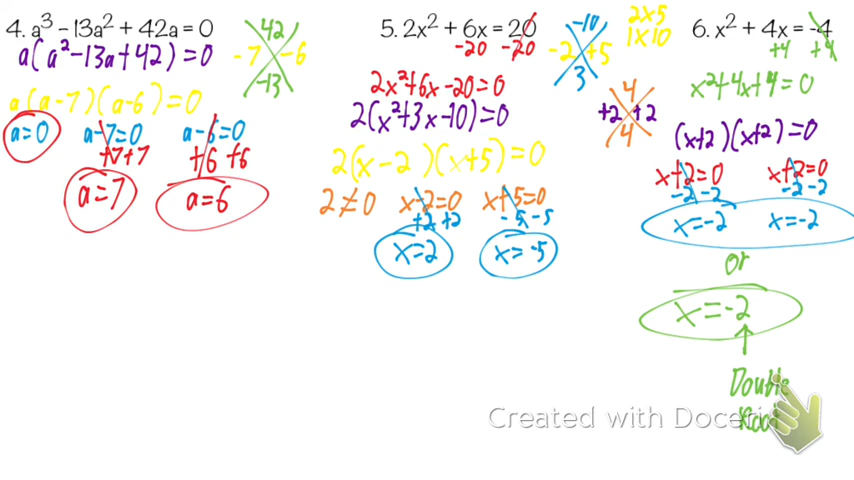 4. a³ - 13a² + 42a = 0
a(a² - 13a + 42) = 0
42
-7 -6
-13
a(a-7)(a-6) = 0
a=0 a-7=0 a-6=0
+7 +7 +6 +6
a=7 a=6
5. 2x² + 6x = 20
-20 -20
-10
-2 +5
3
2x5
1x10
2x²+6x-20=0
2(x²+3x-10)=0
2(x-2)(x+5)=0
2≠0 x-2=0 x+5=0
+2 +2 -5 -5
x=2 x=-5
6. x² + 4x = -4
+4 +4
x²+4x+4=0
4
+2 +2
4
(x+2)(x+2)=0
x+2=0 x+2=0
-2 -2 -2 -2
x=-2 x=-2
or
x=-2
Double
Root
Created with Doceri